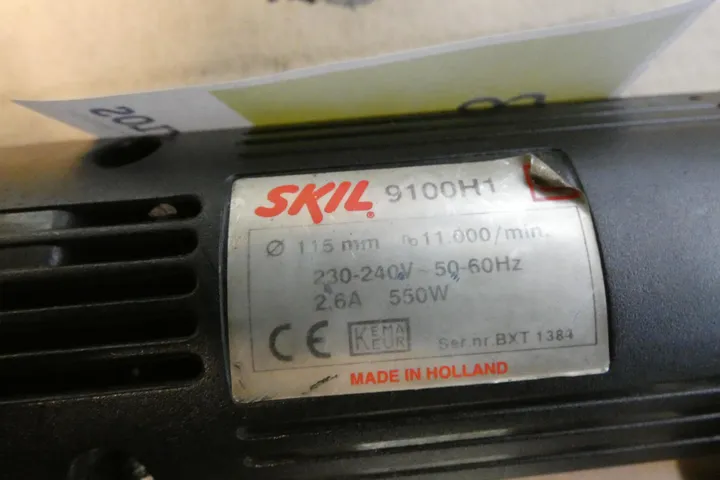 SKIL® 9100H1
Ø 115 mm n₀ 11.000/min.
230-240V~ 50-60Hz
2.6A 550W
CE KEMA KEUR Ser.nr. BXT 1384
MADE IN HOLLAND